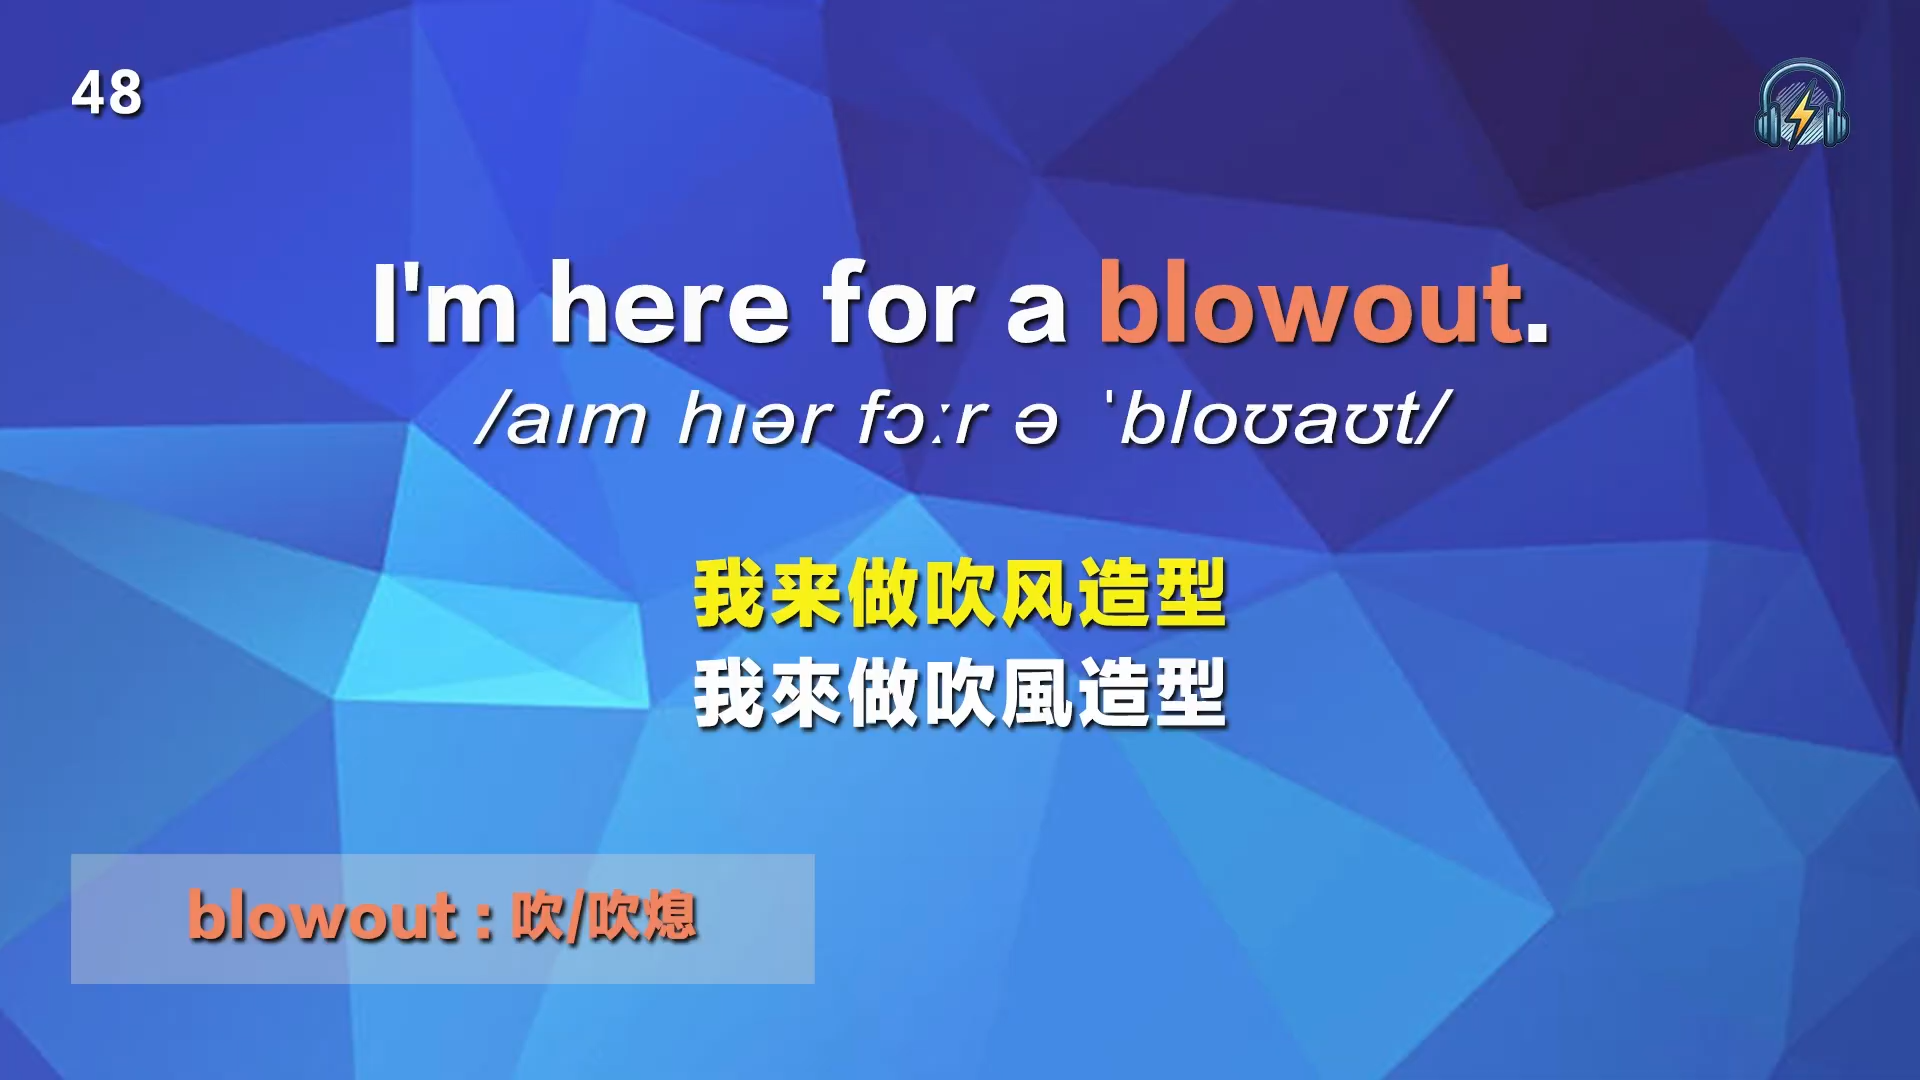 48
I'm here for a blowout.
/aɪm hɪər fɔːr ə ˈbloʊaʊt/
我来做吹风造型
我來做吹風造型
blowout : 吹/吹熄